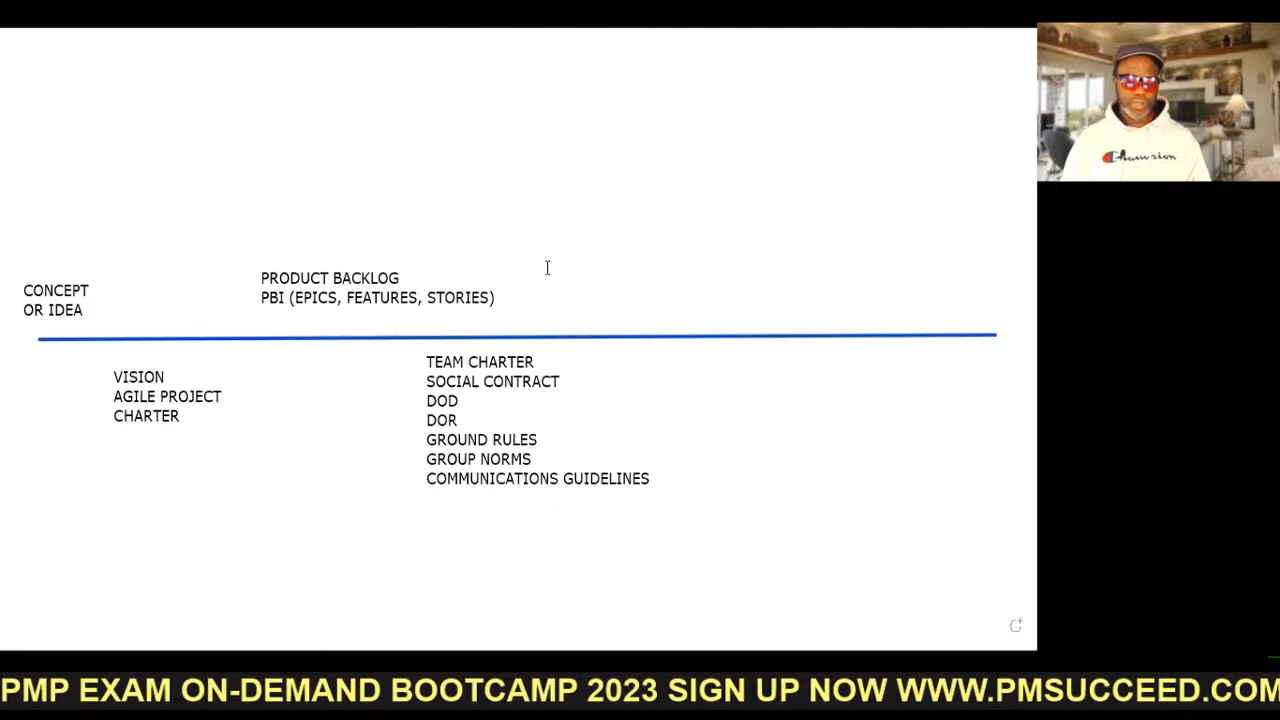 CONCEPT
OR IDEA
PRODUCT BACKLOG
PBI (EPICS, FEATURES, STORIES)
VISION
AGILE PROJECT
CHARTER
TEAM CHARTER
SOCIAL CONTRACT
DOD
DOR
GROUND RULES
GROUP NORMS
COMMUNICATIONS GUIDELINES
Champion
PMP EXAM ON-DEMAND BOOTCAMP 2023 SIGN UP NOW WWW.PMSUCCEED.COM